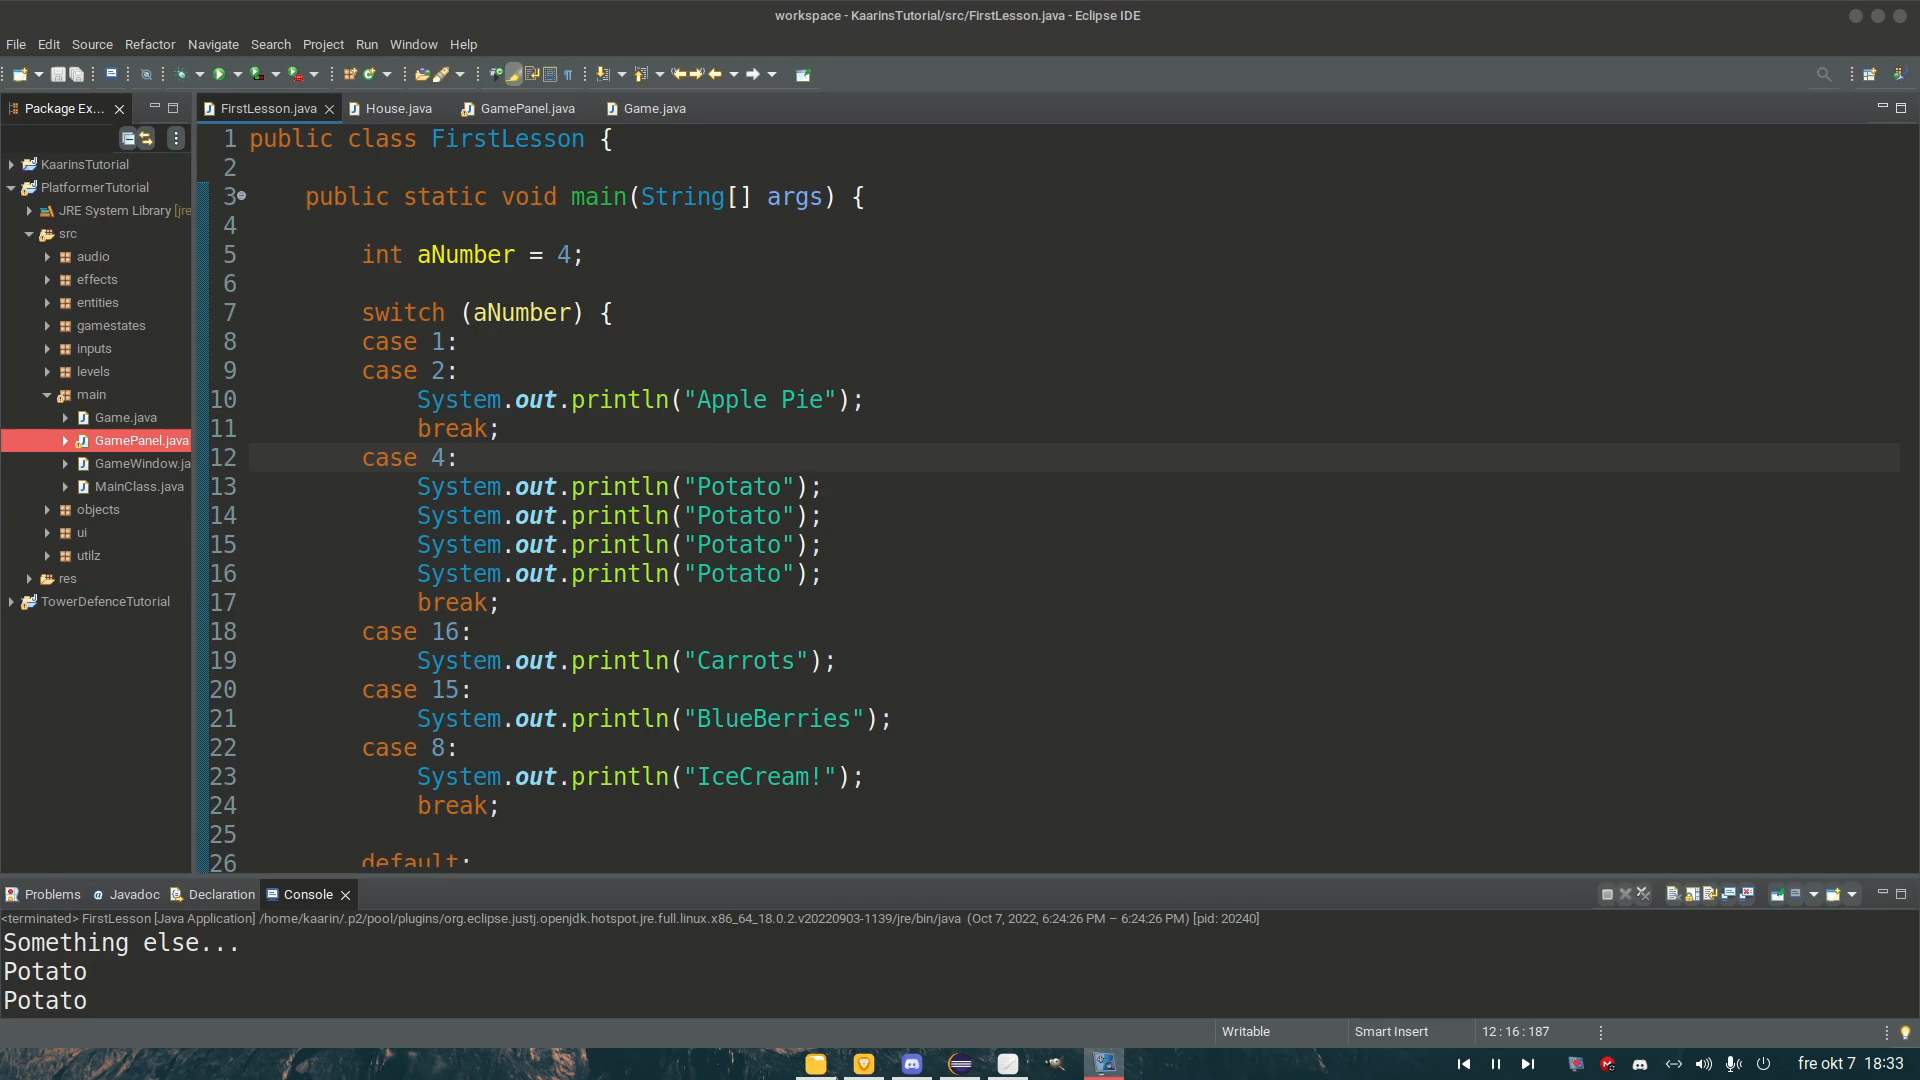 workspace - KaarinsTutorial/src/FirstLesson.java - Eclipse IDE
File Edit Source Refactor Navigate Search Project Run Window Help
Package Ex...
FirstLesson.java House.java GamePanel.java Game.java
KaarinsTutorial
PlatformerTutorial
JRE System Library [jre
src
audio
effects
entities
gamestates
inputs
levels
main
Game.java
GamePanel.java
GameWindow.ja
MainClass.java
objects
ui
utilz
res
TowerDefenceTutorial
1 public class FirstLesson {
2
3 public static void main(String[] args) {
4
5 int aNumber = 4;
6
7 switch (aNumber) {
8 case 1:
9 case 2:
10 System.out.println("Apple Pie");
11 break;
12 case 4:
13 System.out.println("Potato");
14 System.out.println("Potato");
15 System.out.println("Potato");
16 System.out.println("Potato");
17 break;
18 case 16:
19 System.out.println("Carrots");
20 case 15:
21 System.out.println("BlueBerries");
22 case 8:
23 System.out.println("IceCream!");
24 break;
25
26 default:
Problems Javadoc Declaration Console
<terminated> FirstLesson [Java Application] /home/kaarin/.p2/pool/plugins/org.eclipse.justj.openjdk.hotspot.jre.full.linux.x86_64_18.0.2.v20220903-1139/jre/bin/java (Oct 7, 2022, 6:24:26 PM – 6:24:26 PM) [pid: 20240]
Something else...
Potato
Potato
Writable Smart Insert 12 : 16 : 187
fre okt 7 18:33